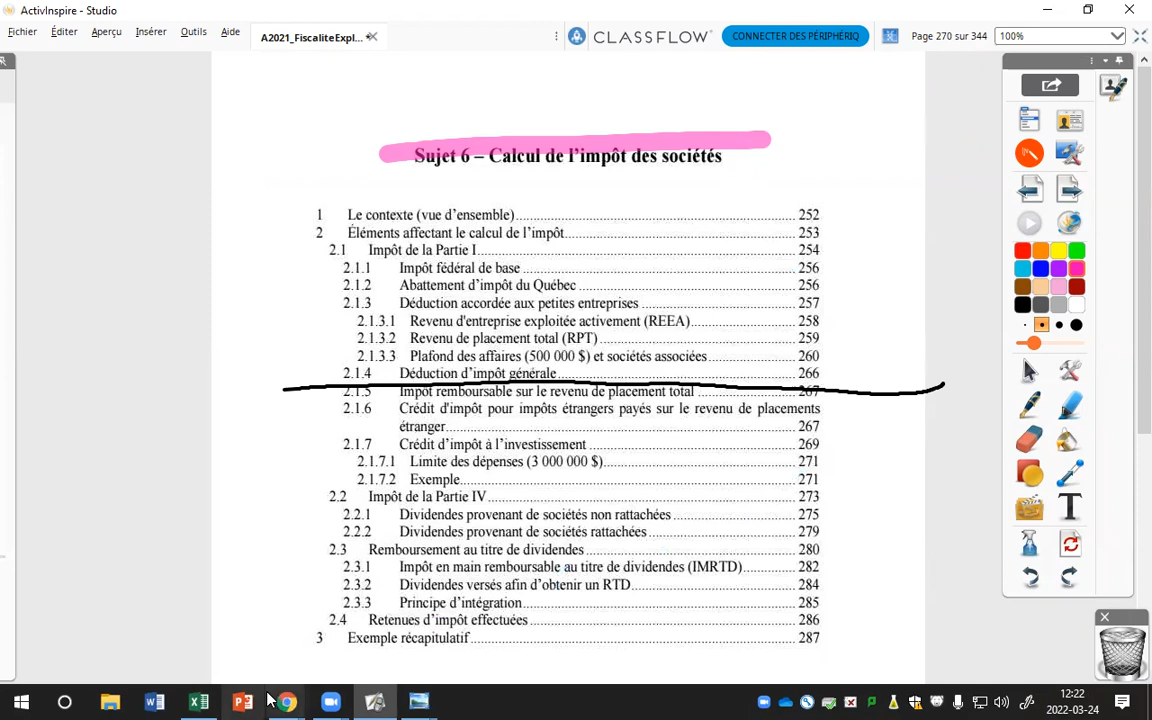 ActivInspire - Studio
Fichier Éditer Aperçu Insérer Outils Aide
A2021_FiscaliteExpl...
CLASSFLOW
CONNECTER DES PÉRIPHÉRIQ
Page 270 sur 344
100%
Sujet 6 – Calcul de l'impôt des sociétés
1 Le contexte (vue d'ensemble) 252
2 Éléments affectant le calcul de l'impôt 253
2.1 Impôt de la Partie I 254
2.1.1 Impôt fédéral de base 256
2.1.2 Abattement d'impôt du Québec 256
2.1.3 Déduction accordée aux petites entreprises 257
2.1.3.1 Revenu d'entreprise exploitée activement (REEA) 258
2.1.3.2 Revenu de placement total (RPT) 259
2.1.3.3 Plafond des affaires (500 000 $) et sociétés associées 260
2.1.4 Déduction d'impôt générale 266
2.1.5 Impôt remboursable sur le revenu de placement total 267
2.1.6 Crédit d'impôt pour impôts étrangers payés sur le revenu de placements
étranger 267
2.1.7 Crédit d'impôt à l'investissement 269
2.1.7.1 Limite des dépenses (3 000 000 $) 271
2.1.7.2 Exemple 271
2.2 Impôt de la Partie IV 273
2.2.1 Dividendes provenant de sociétés non rattachées 275
2.2.2 Dividendes provenant de sociétés rattachées 279
2.3 Remboursement au titre de dividendes 280
2.3.1 Impôt en main remboursable au titre de dividendes (IMRTD) 282
2.3.2 Dividendes versés afin d'obtenir un RTD 284
2.3.3 Principe d'intégration 285
2.4 Retenues d'impôt effectuées 286
3 Exemple récapitulatif 287
12:22
2022-03-24